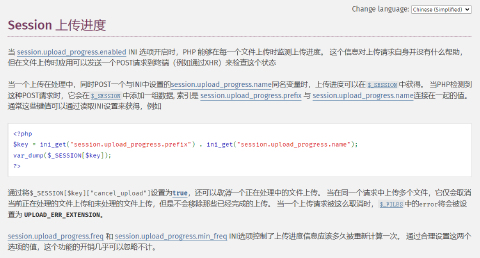 Change language: Chinese (Simplified)
Session 上传进度
当 session.upload_progress.enabled INI 选项开启时，PHP 能够在每一个文件上传时监测上传进度。 这个信息对上传请求自身并没有什么帮助，
但在文件上传时应用可以发送一个POST请求到终端（例如通过XHR）来检查这个状态
当一个上传在处理中，同时POST一个与INI中设置的session.upload_progress.name同名变量时，上传进度可以在 $_SESSION 中获得。 当PHP检测到
这种POST请求时，它会在 $_SESSION 中添加一组数据, 索引是 session.upload_progress.prefix 与 session.upload_progress.name连接在一起的值。
通常这些键值可以通过读取INI设置来获得，例如
<?php
$key = ini_get("session.upload_progress.prefix") . ini_get("session.upload_progress.name");
var_dump($_SESSION[$key]);
?>
通过将$_SESSION[$key]["cancel_upload"]设置为true，还可以取消一个正在处理中的文件上传。 当在同一个请求中上传多个文件，它仅会取消
当前正在处理的文件上传和未处理的文件上传，但是不会移除那些已经完成的上传。 当一个上传请求被这么取消时， $_FILES 中的error将会被设
置为 UPLOAD_ERR_EXTENSION。
session.upload_progress.freq 和 session.upload_progress.min_freq INI选项控制了上传进度信息应该多久被重新计算一次。 通过合理设置这两个
选项的值，这个功能的开销几乎可以忽略不计。